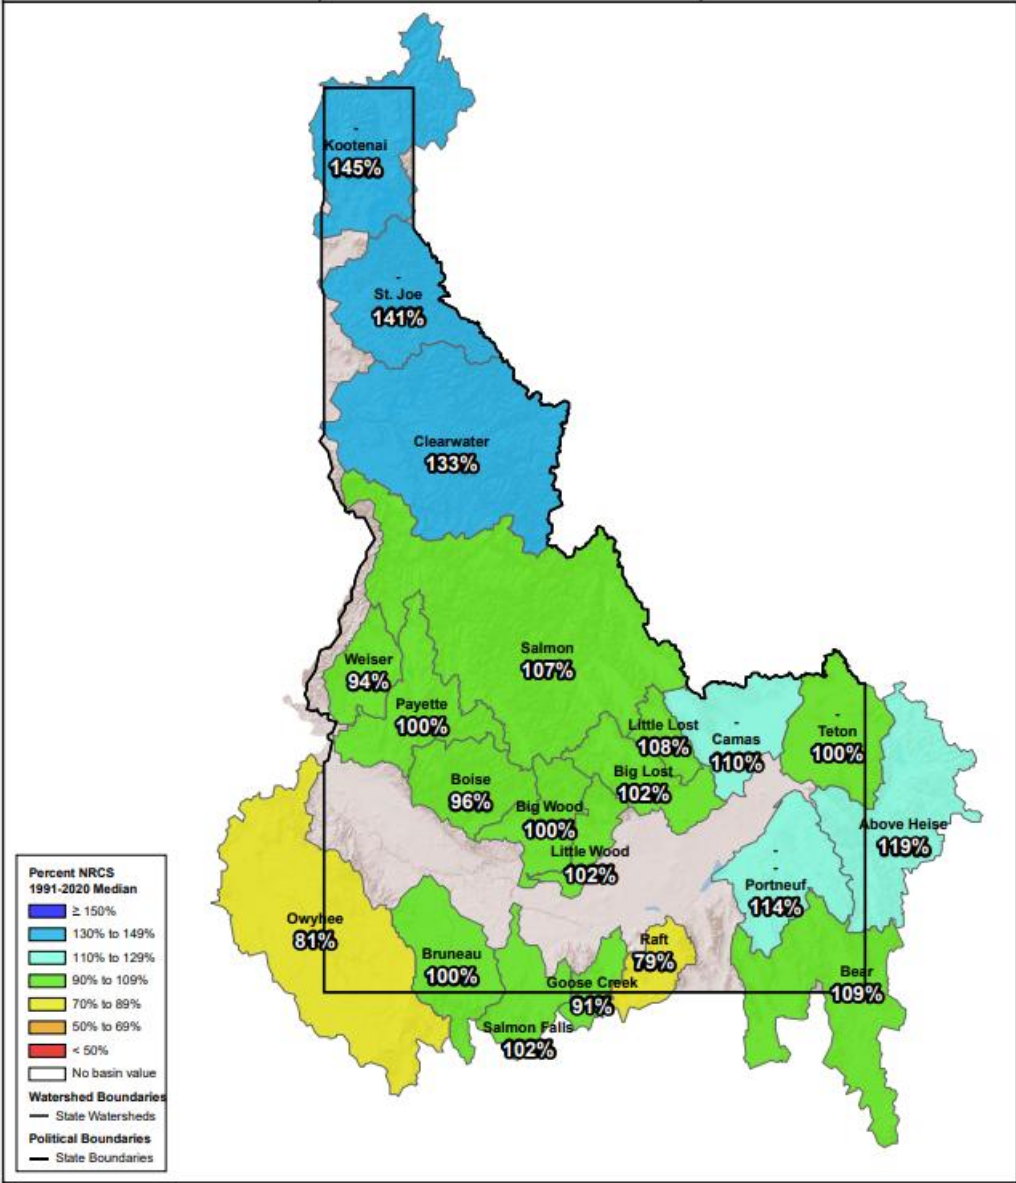 -
Kootenai
145%
-
St. Joe
141%
Clearwater
133%
Salmon
107%
Weiser
94%
Payette
100%
Little Lost
108%
-
Camas
110%
-
Teton
100%
Boise
96%
Big Lost
102%
Big Wood
100%
Little Wood
102%
Above Heise
119%
-
-
Portneuf
114%
Owyhee
81%
Bruneau
100%
Raft
79%
Goose Creek
91%
Bear
109%
Salmon Falls
102%
Percent NRCS
1991-2020 Median
≥ 150%
130% to 149%
110% to 129%
90% to 109%
70% to 89%
50% to 69%
< 50%
No basin value
Watershed Boundaries
State Watersheds
Political Boundaries
State Boundaries